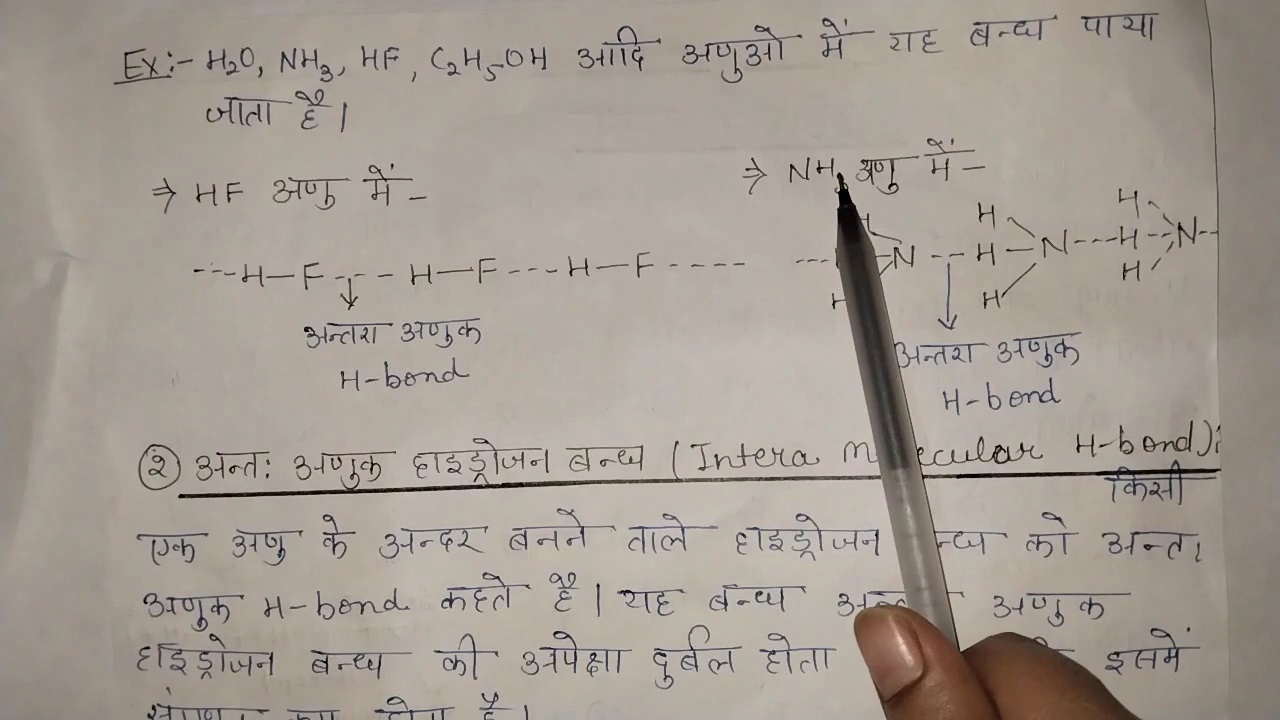 Ex:- H2O, NH3, HF, C2H5-OH आदि अणुओ में यह बन्ध पाया
जाता है।
⇒ HF अणु में -
⇒ NH3 अणु में -
---H—F--- H—F---H—F----
H
H
H
---N---H—N---H--N--
H
H
H
अन्तरा अणुक
H-bond
अन्तरा अणुक
H-bond
② अन्तः अणुक हाइड्रोजन बन्ध (Intera H-bond):
किसी
एक अणु के अन्दर बनने वाले हाइड्रोजन को अन्तः
अणुक H-bond कहते है। यह बन्ध अणुक
हाइड्रोजन बन्ध की अपेक्षा दुर्बल होता इसमें